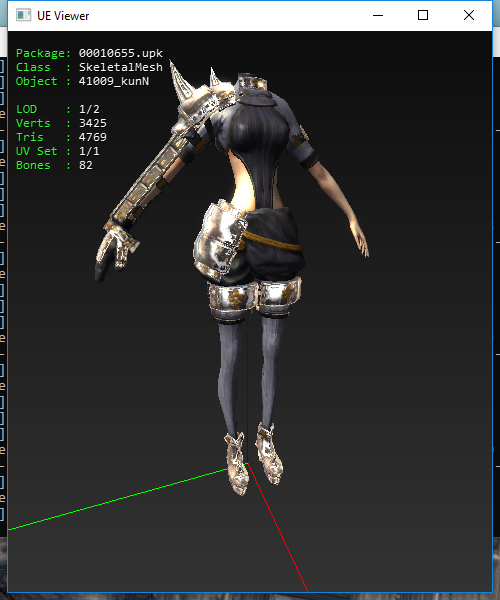 UE Viewer
Package: 00010655.upk
Class : SkeletalMesh
Object : 41009_kunN
LOD : 1/2
Verts : 3425
Tris : 4769
UV Set : 1/1
Bones : 82